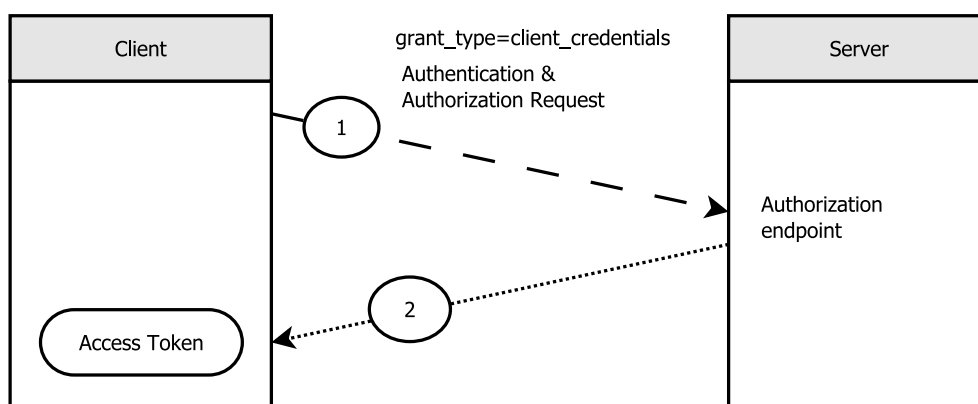 Client
grant_type=client_credentials
Authentication &
Authorization Request
Server
1
Authorization
endpoint
2
Access Token